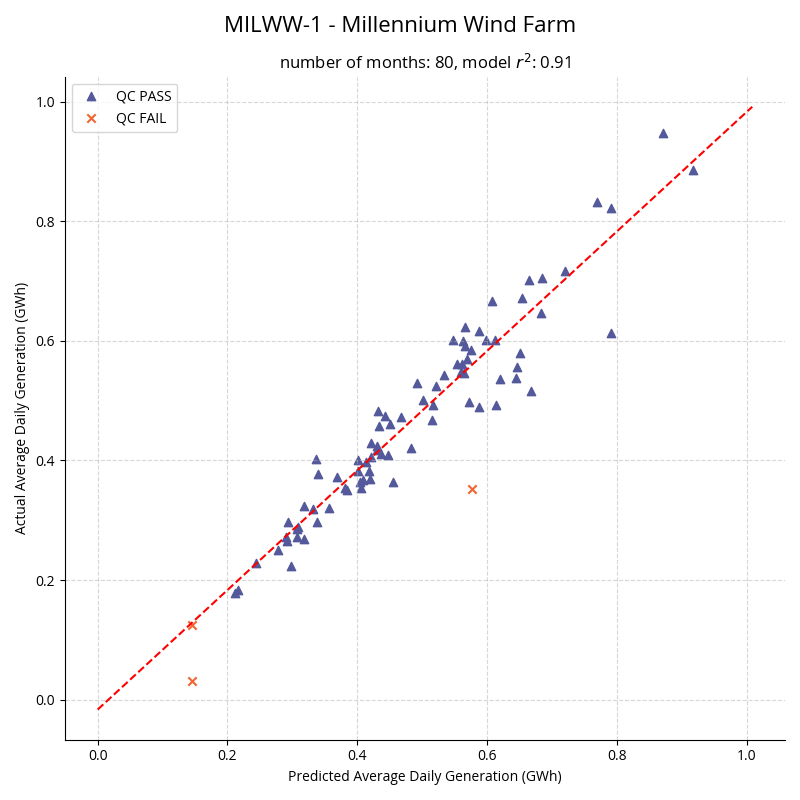 MILWW-1 - Millennium Wind Farm
number of months: 80, model r²: 0.91
QC PASS
QC FAIL
1.0
0.8
0.6
0.4
0.2
0.0
Actual Average Daily Generation (GWh)
0.0 0.2 0.4 0.6 0.8 1.0
Predicted Average Daily Generation (GWh)